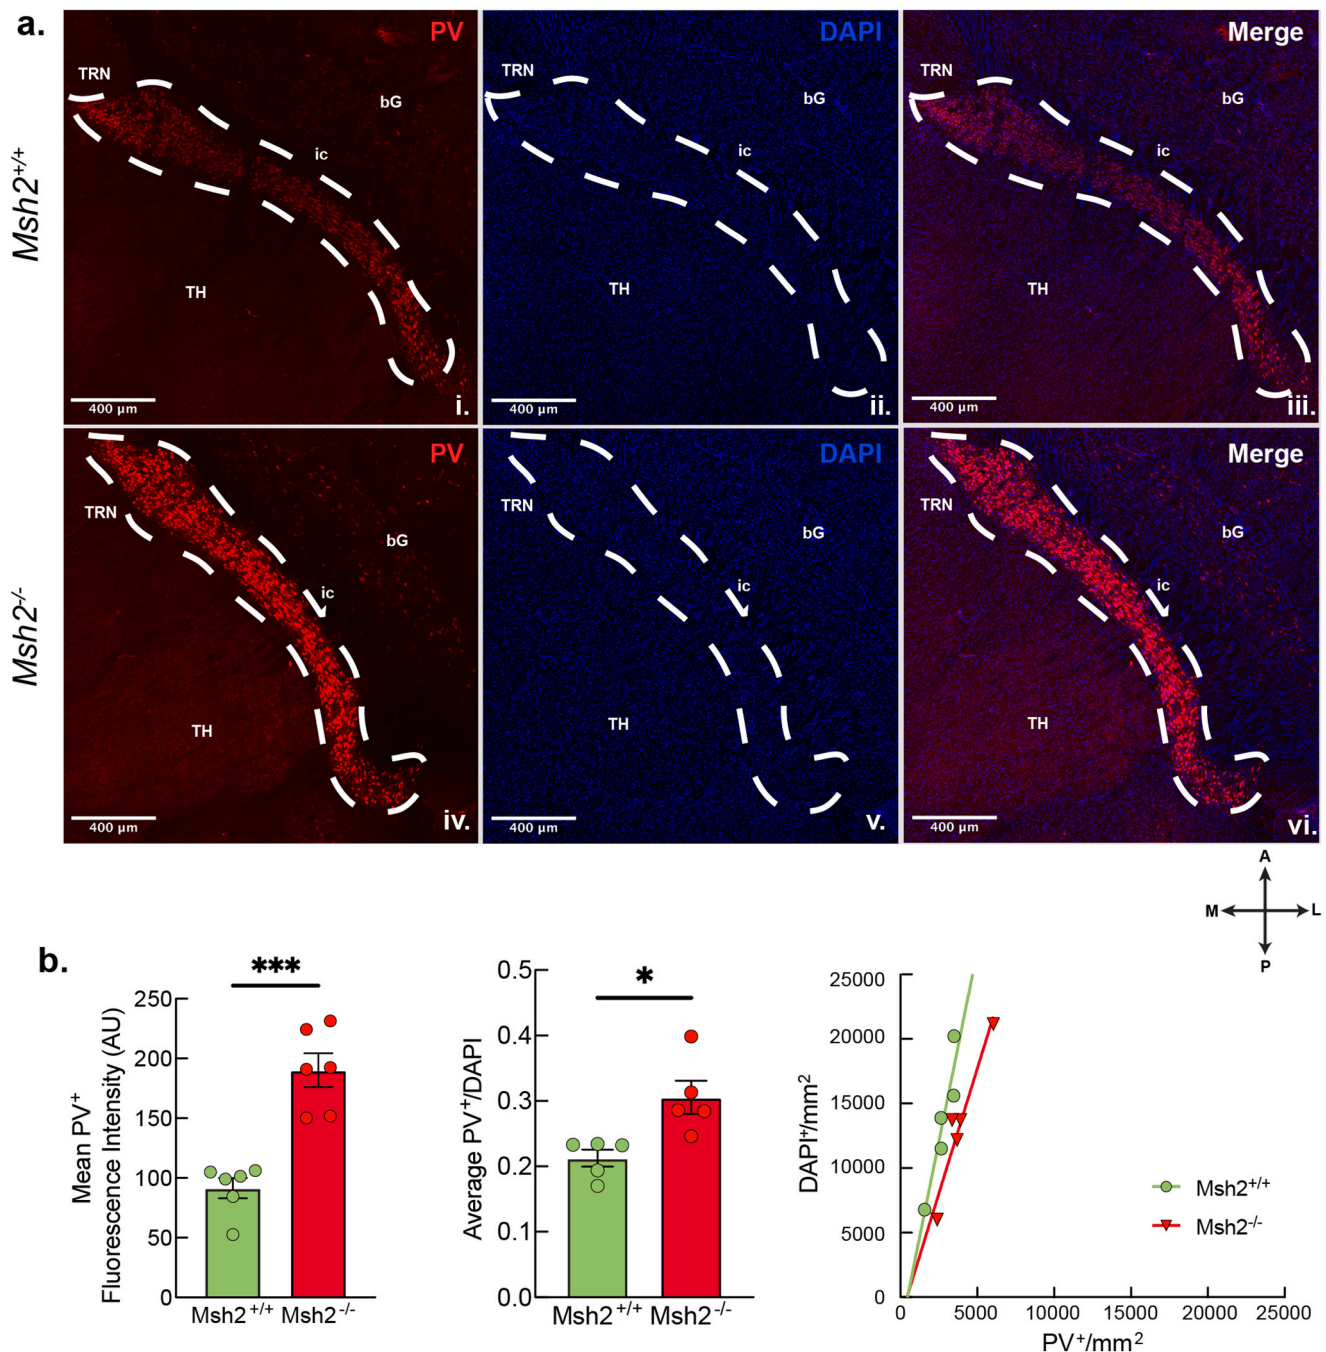 a.
Msh2+/+
PV
TRN
bG
ic
TH
400 μm
i.
DAPI
TRN
bG
ic
TH
400 μm
ii.
Merge
TRN
bG
ic
TH
400 μm
iii.
Msh2-/-
PV
TRN
bG
ic
TH
400 μm
iv.
DAPI
TRN
bG
ic
TH
400 μm
v.
Merge
TRN
bG
ic
TH
400 μm
vi.
A
M
L
P
b.
***
Mean PV+
Fluorescence Intensity (AU)
250
200
150
100
50
0
Msh2+/+
Msh2-/-
*
Average PV+/DAPI
0.5
0.4
0.3
0.2
0.1
0.0
Msh2+/+
Msh2-/-
DAPI+/mm2
25000
20000
15000
10000
5000
0
0
5000
10000
15000
20000
25000
PV+/mm2
Msh2+/+
Msh2-/-